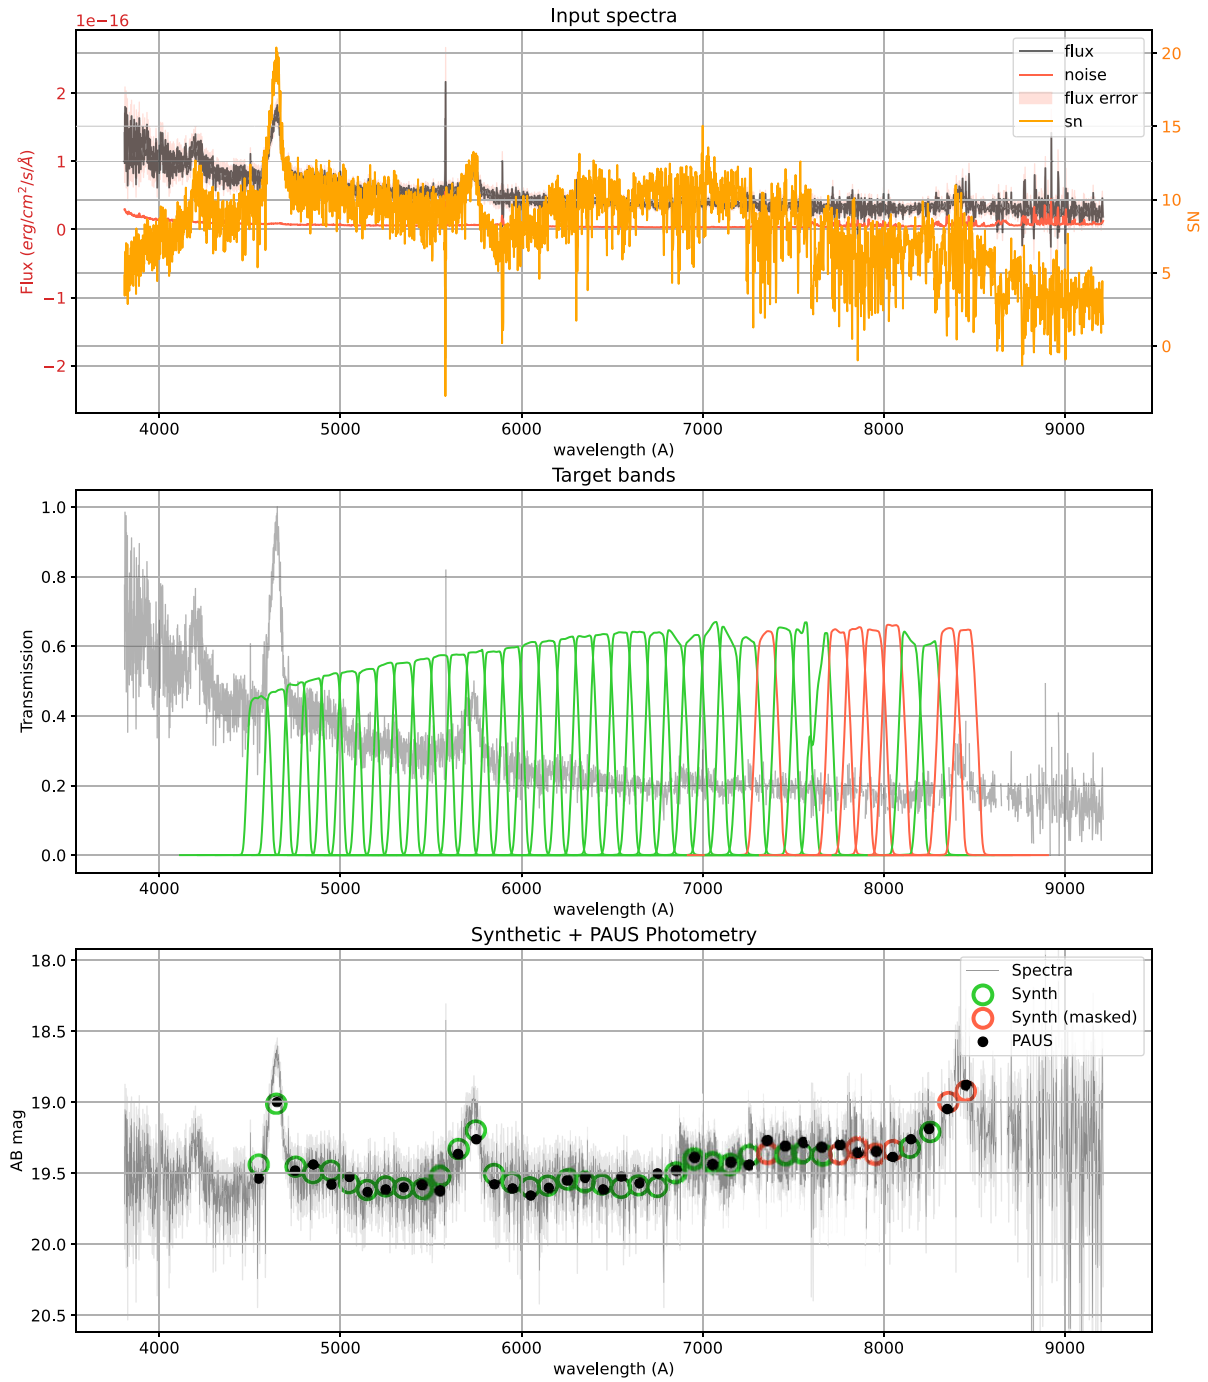 Input spectra
1e−16
flux
noise
flux error
sn
2
1
0
−1
−2
Flux (erg/cm²/s/Å)
20
15
10
5
0
SN
4000 5000 6000 7000 8000 9000
wavelength (A)
Target bands
1.0
0.8
0.6
0.4
0.2
0.0
Transmission
4000 5000 6000 7000 8000 9000
wavelength (A)
Synthetic + PAUS Photometry
Spectra
Synth
Synth (masked)
PAUS
18.0
18.5
19.0
19.5
20.0
20.5
AB mag
4000 5000 6000 7000 8000 9000
wavelength (A)